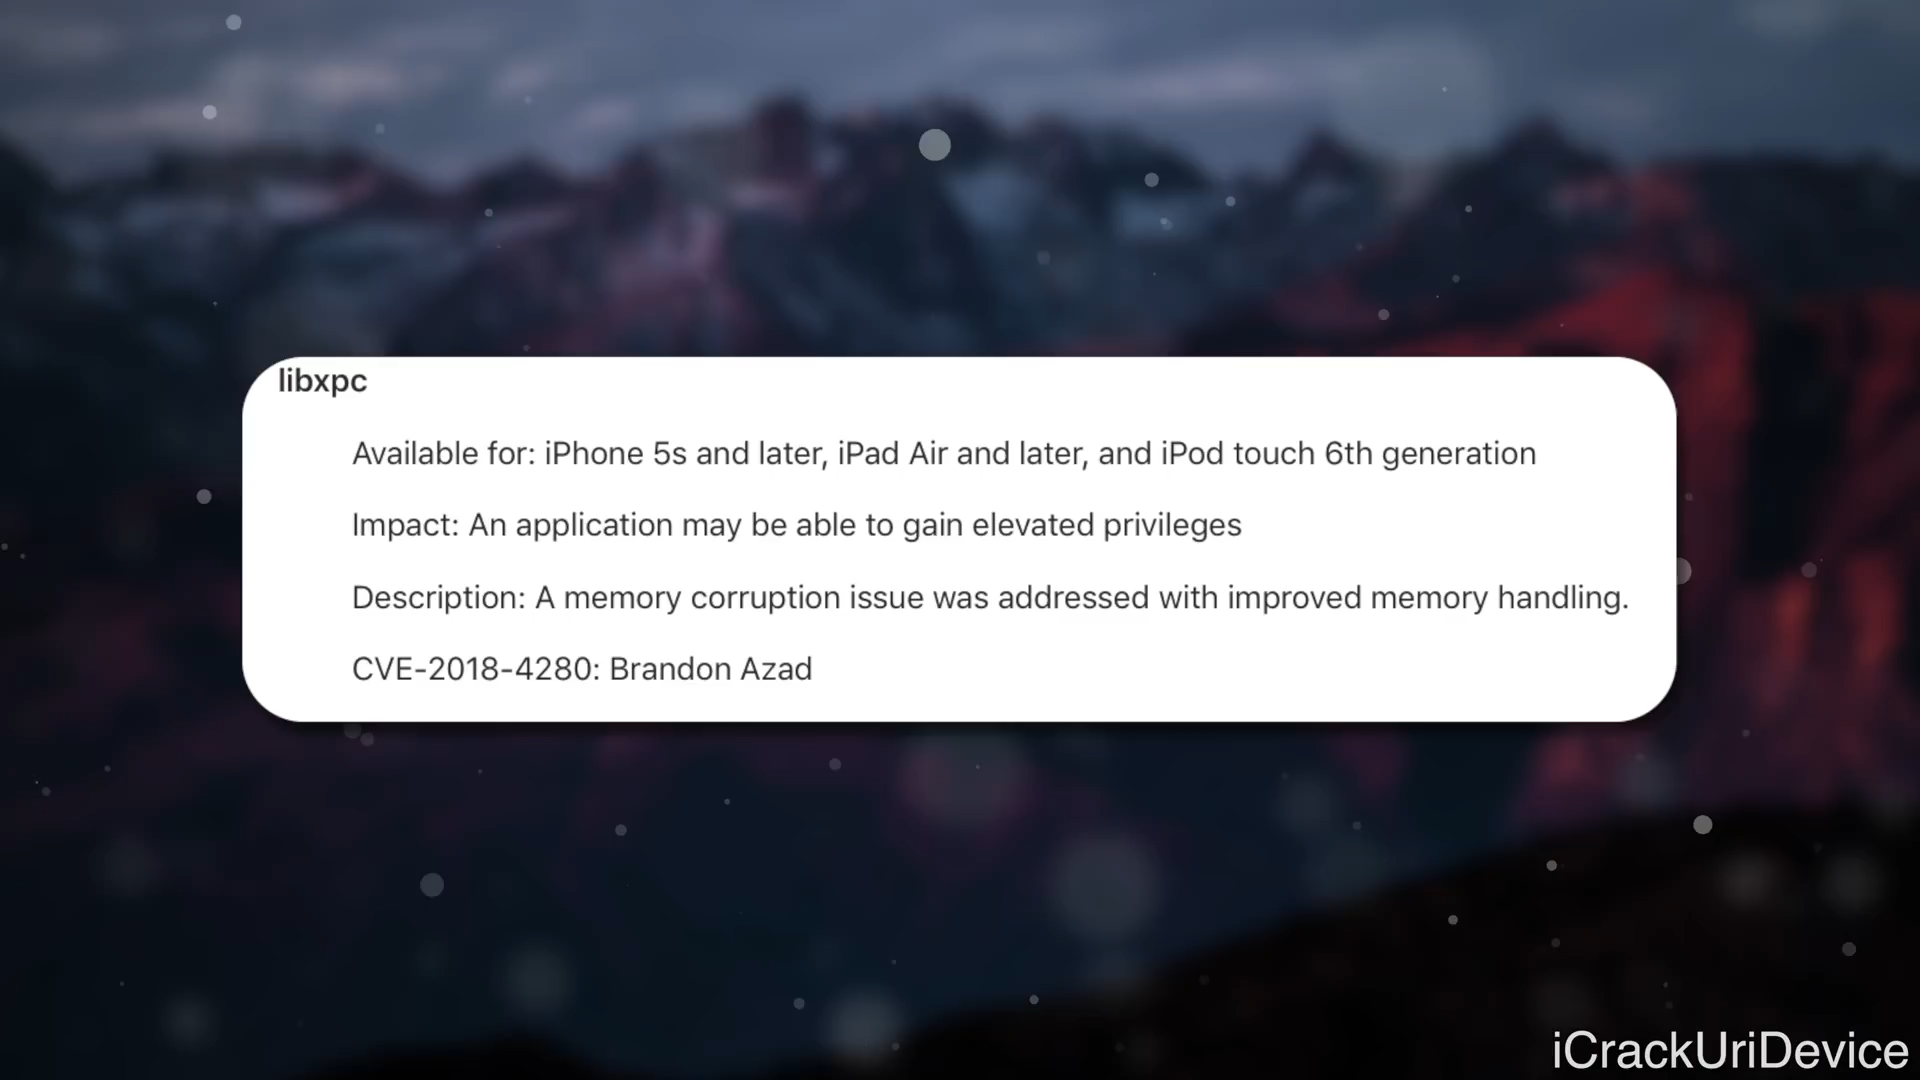 libxpc
Available for: iPhone 5s and later, iPad Air and later, and iPod touch 6th generation
Impact: An application may be able to gain elevated privileges
Description: A memory corruption issue was addressed with improved memory handling.
CVE-2018-4280: Brandon Azad
iCrackUriDevice